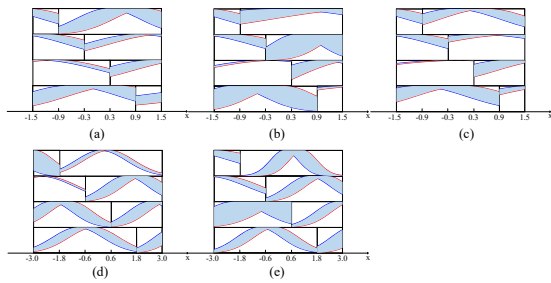 -1.5 -0.9 -0.3 0.3 0.9 1.5 x
-1.5 -0.9 -0.3 0.3 0.9 1.5 x
-1.5 -0.9 -0.3 0.3 0.9 1.5 x
(a)
(b)
(c)
-3.0 -1.8 -0.6 0.6 1.8 3.0 x
-3.0 -1.8 -0.6 0.6 1.8 3.0 x
(d)
(e)